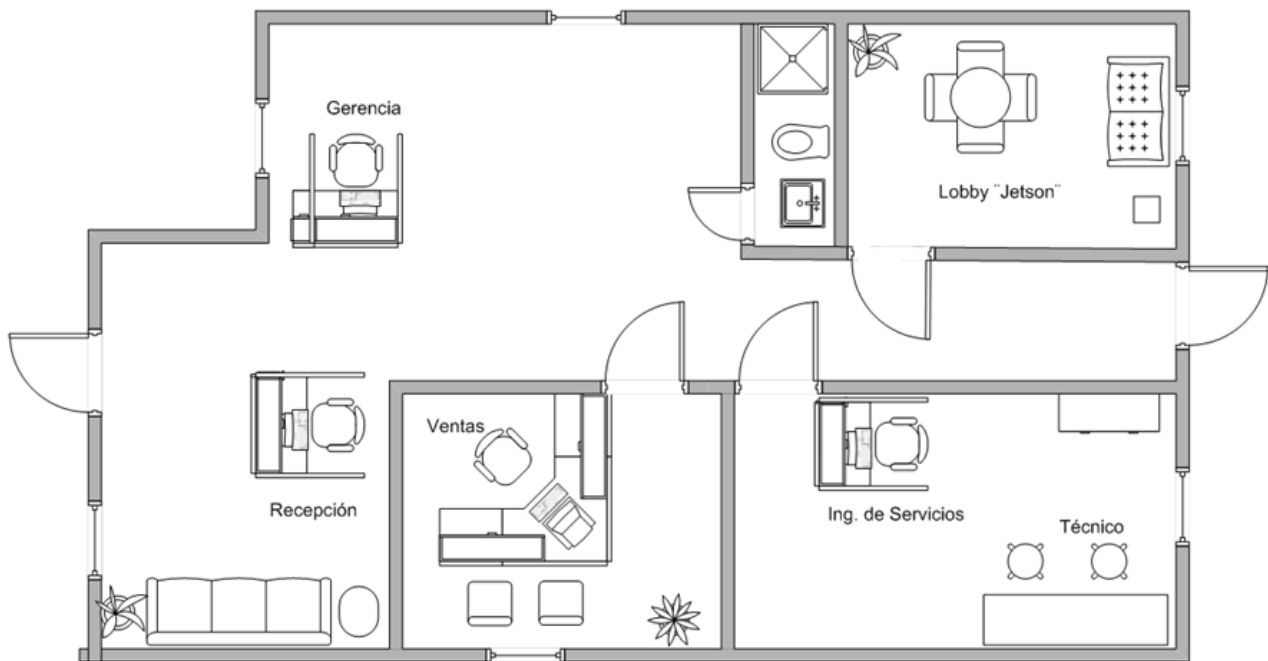 Gerencia
Lobby ¨Jetson¨
Ventas
Recepción
Ing. de Servicios
Técnico